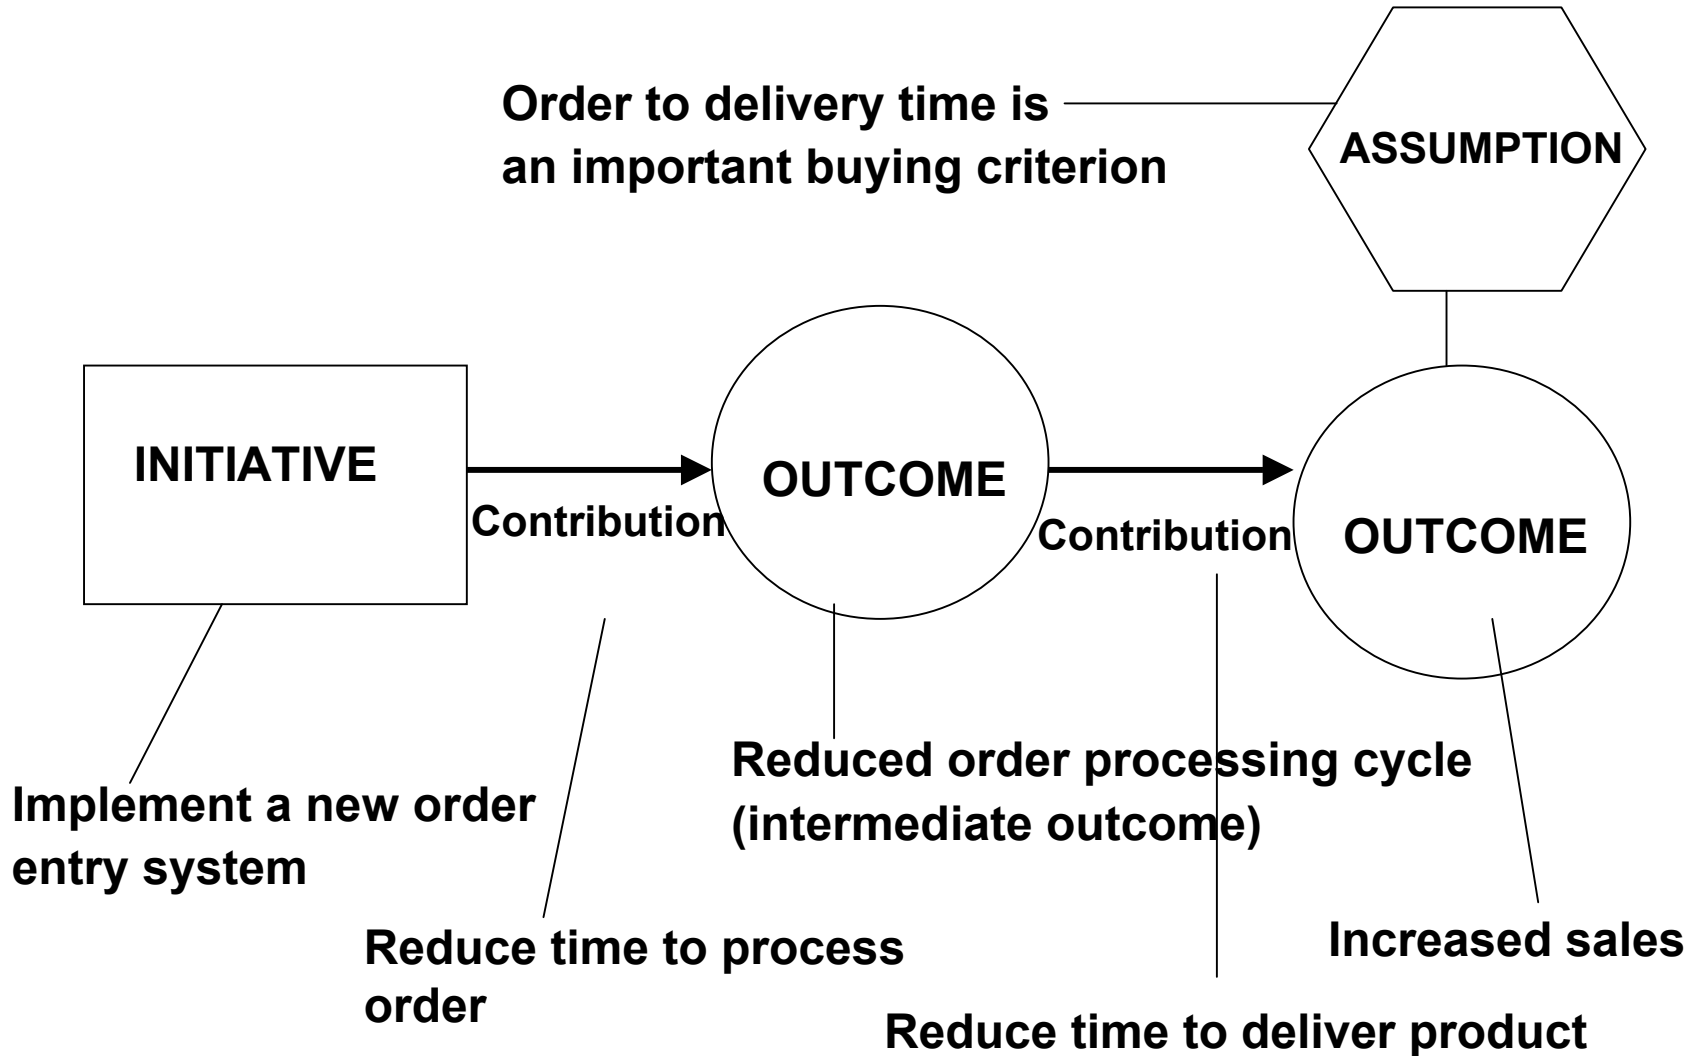 Order to delivery time is
an important buying criterion
ASSUMPTION
INITIATIVE
Contribution
OUTCOME
Contribution
OUTCOME
Implement a new order
entry system
Reduce time to process
order
Reduced order processing cycle
(intermediate outcome)
Reduce time to deliver product
Increased sales